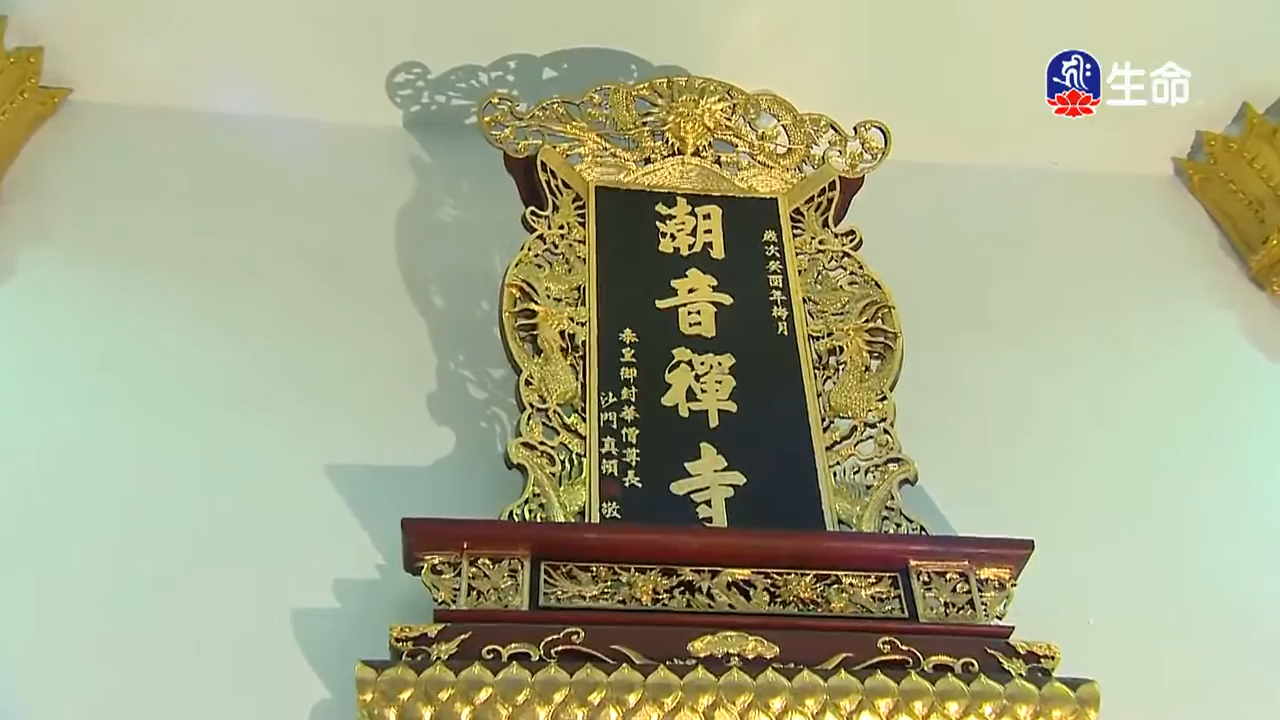 生命
歲次癸酉年梅月
潮音禪寺
泰皇御封華僧尊長
沙門真頓 敬